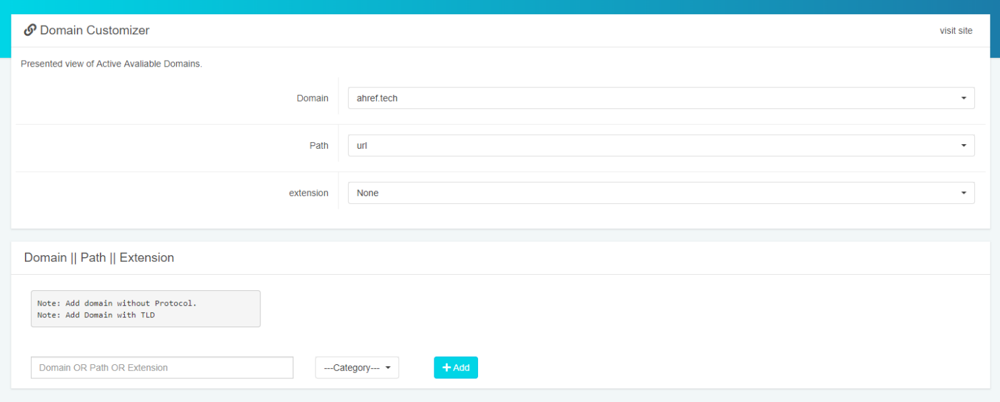 Domain Customizer
visit site
Presented view of Active Avaliable Domains.
Domain
ahref.tech
Path
url
extension
None
Domain || Path || Extension
Note: Add domain without Protocol.
Note: Add Domain with TLD
Domain OR Path OR Extension
---Category---
Add